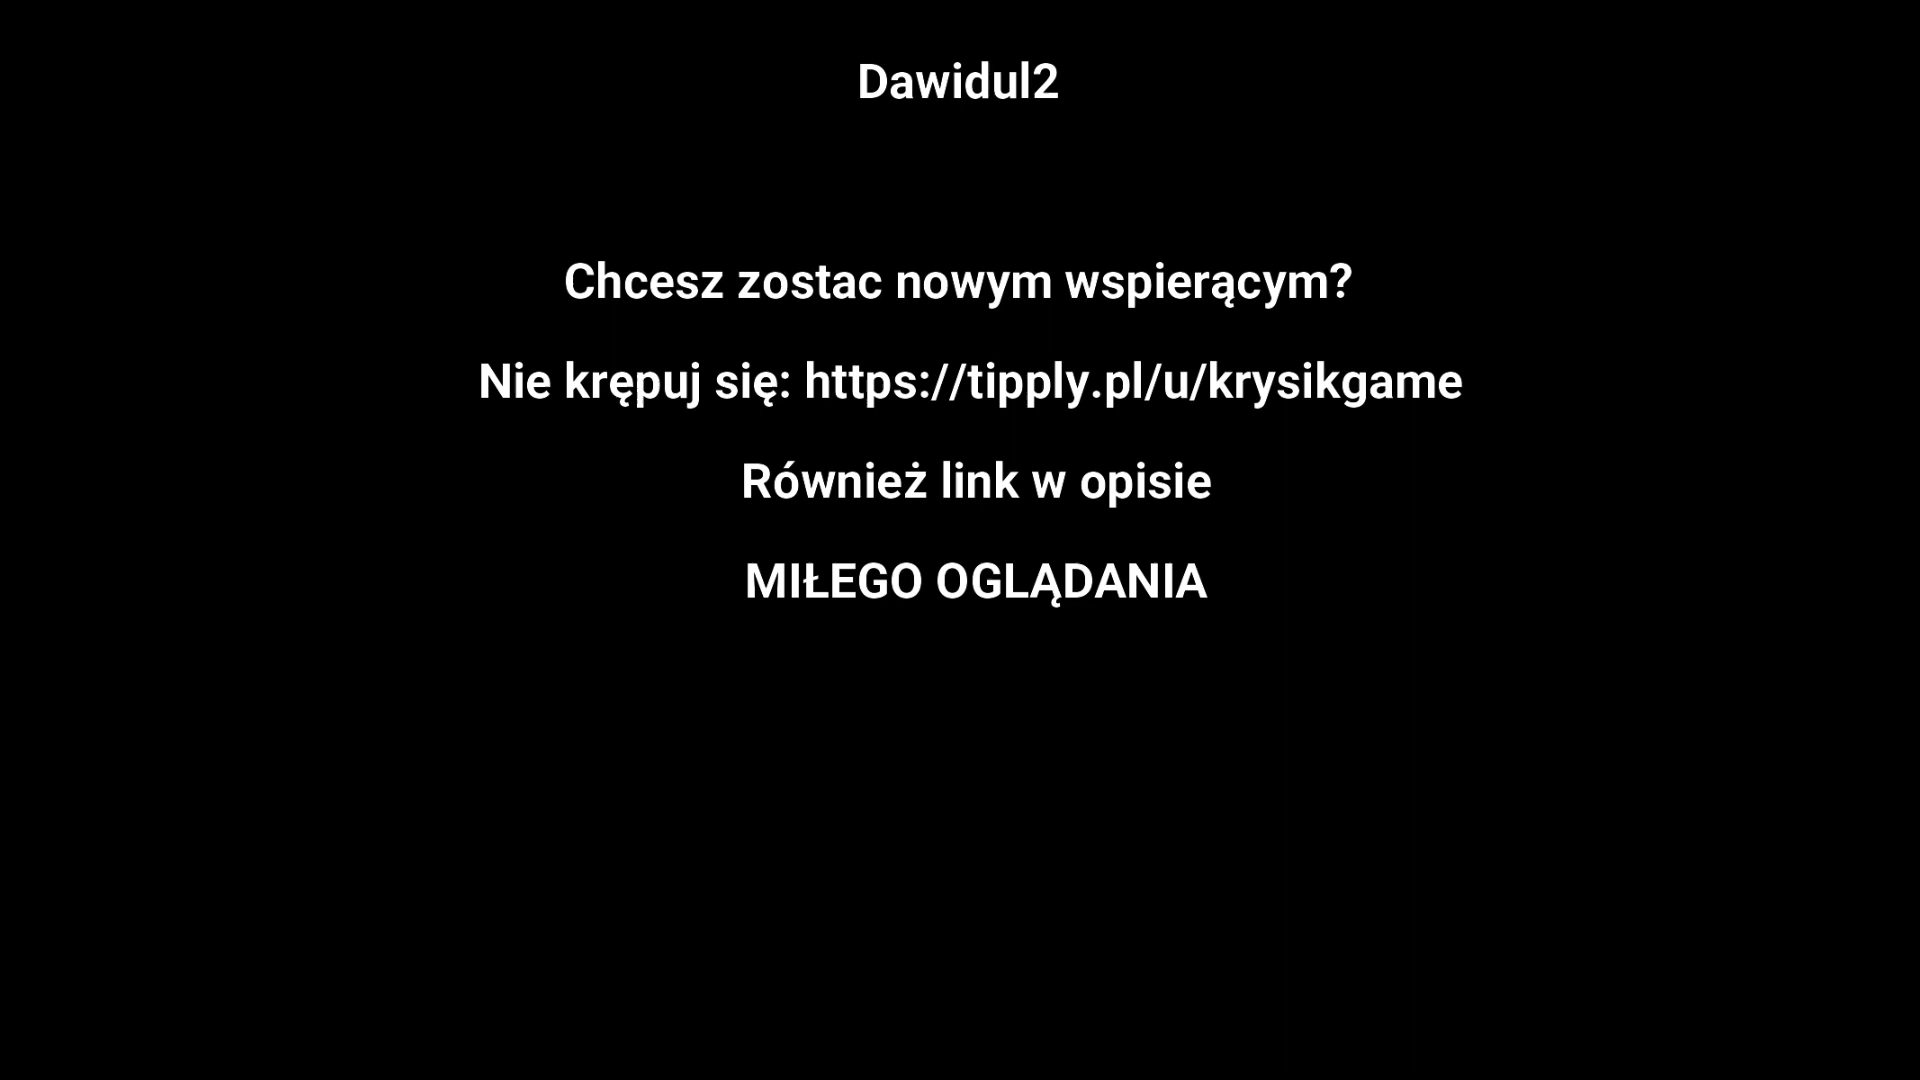 Dawidul2
Chcesz zostac nowym wspierącym?
Nie krępuj się: https://tipply.pl/u/krysikgame
Również link w opisie
MIŁEGO OGLĄDANIA